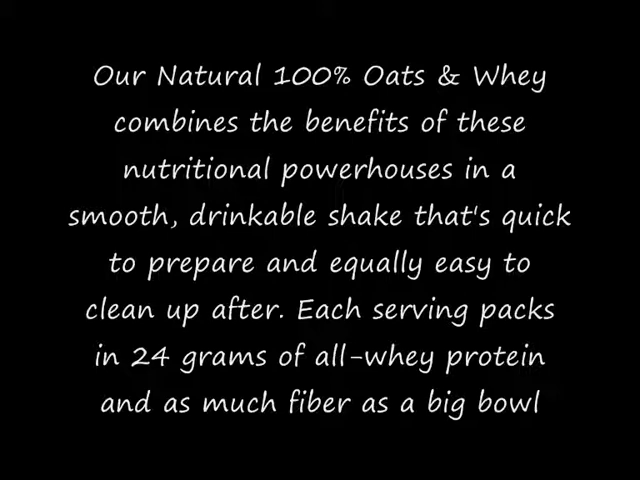 Our Natural 100% Oats & Whey
combines the benefits of these
nutritional powerhouses in a
smooth, drinkable shake that's quick
to prepare and equally easy to
clean up after. Each serving packs
in 24 grams of all-whey protein
and as much fiber as a big bowl